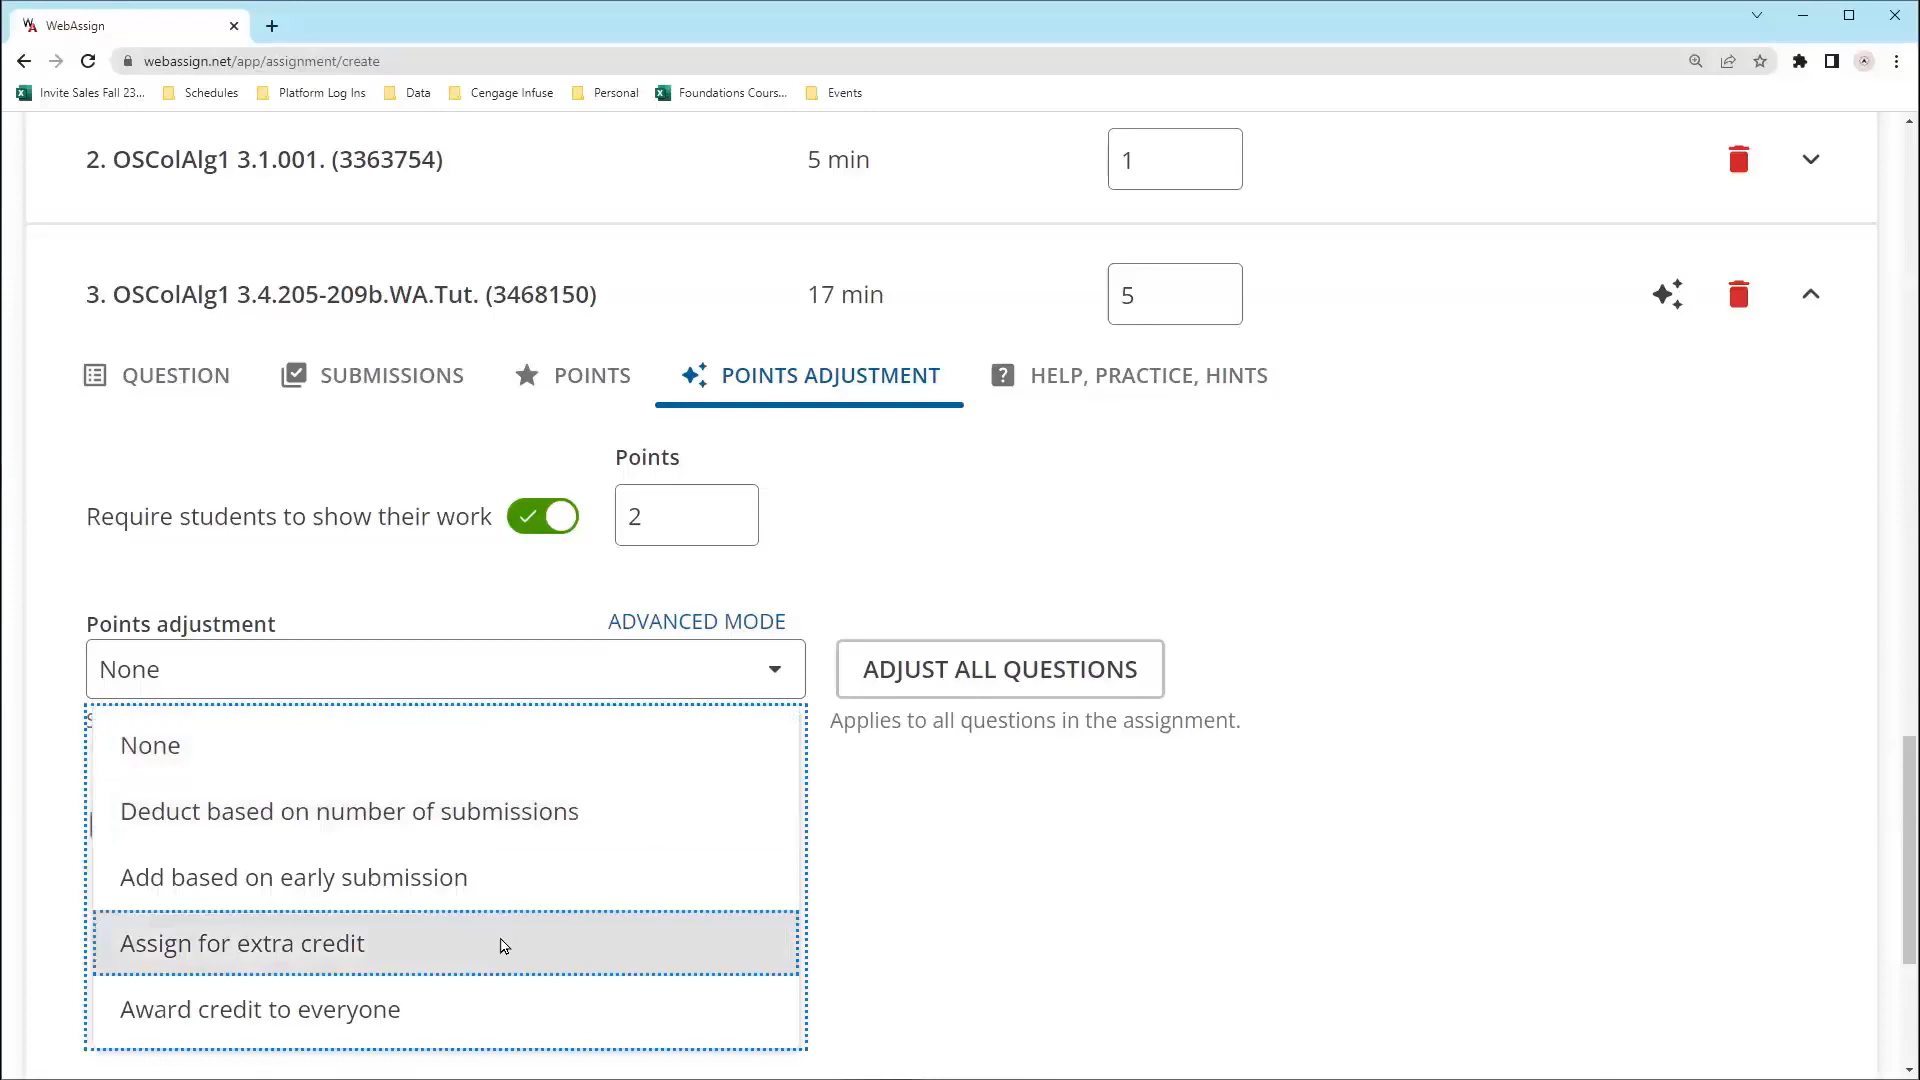 WebAssign
webassign.net/app/assignment/create
Invite Sales Fall 23... Schedules Platform Log Ins Data Cengage Infuse Personal Foundations Cours... Events
2. OSColAlg1 3.1.001. (3363754) 5 min 1
3. OSColAlg1 3.4.205-209b.WA.Tut. (3468150) 17 min 5
QUESTION SUBMISSIONS POINTS POINTS ADJUSTMENT HELP, PRACTICE, HINTS
Points
Require students to show their work 2
Points adjustment ADVANCED MODE
None ADJUST ALL QUESTIONS
Applies to all questions in the assignment.
None
Deduct based on number of submissions
Add based on early submission
Assign for extra credit
Award credit to everyone